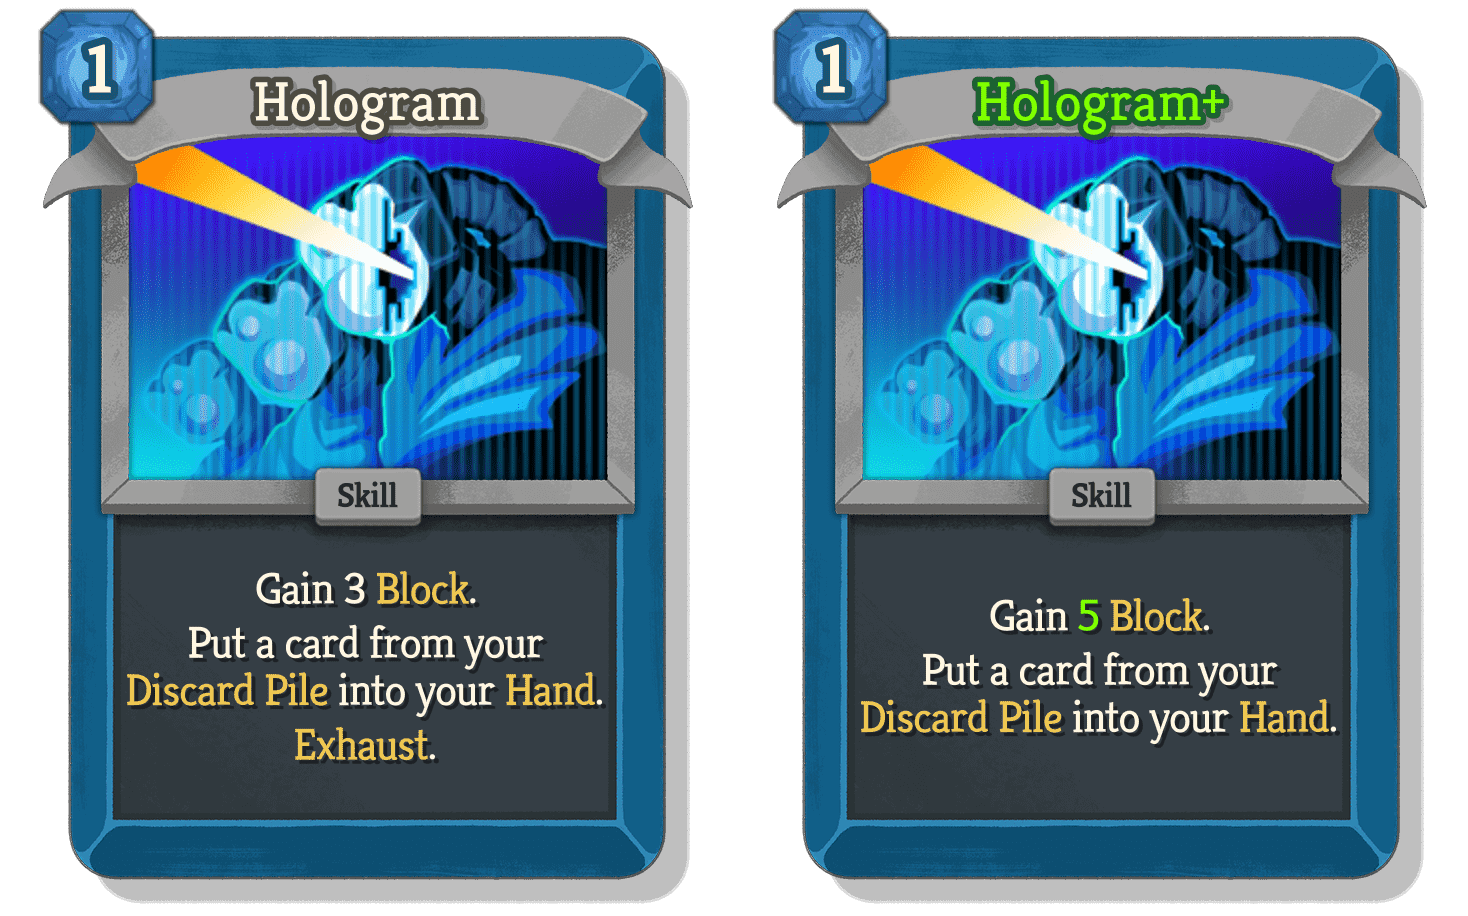 1
Hologram
Skill
Gain 3 Block.
Put a card from your
Discard Pile into your Hand.
Exhaust.
1
Hologram+
Skill
Gain 5 Block.
Put a card from your
Discard Pile into your Hand.